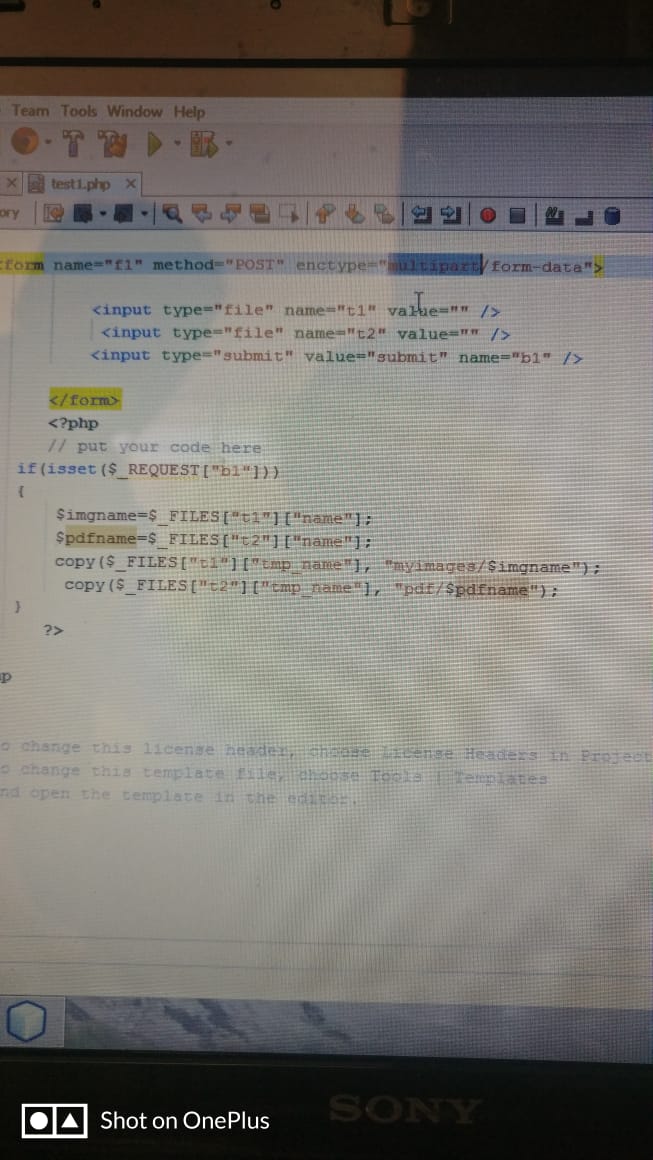 Team Tools Window Help
test1.php
ory
form name="f1" method="POST" enctype="multipart/form-data">
<input type="file" name="t1" value="" />
<input type="file" name="t2" value="" />
<input type="submit" value="submit" name="b1" />
</form>
<?php
// put your code here
if(isset($_REQUEST["b1"]))
{
$imgname=$_FILES["t1"]["name"];
$pdfname=$_FILES["t2"]["name"];
copy($_FILES["t1"]["tmp_name"], "myimages/$imgname");
copy($_FILES["t2"]["tmp_name"], "pdf/$pdfname");
}
?>
p
o change this license header, choose License Headers in Project
o change this template file, choose Tools | Templates
nd open the template in the editor.
SONY
Shot on OnePlus